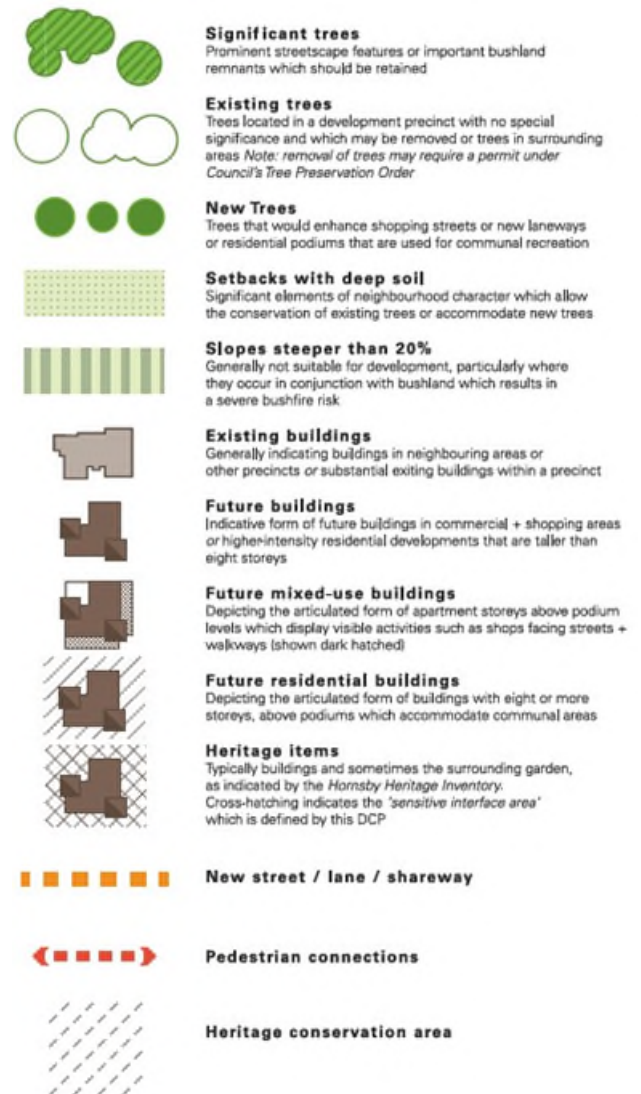 Significant trees
Prominent streetscape features or important bushland
remnants which should be retained
Existing trees
Trees located in a development precinct with no special
significance and which may be removed or trees in surrounding
areas Note: removal of trees may require a permit under
Council's Tree Preservation Order
New Trees
Trees that would enhance shopping streets or new laneways
or residential podiums that are used for communal recreation
Setbacks with deep soil
Significant elements of neighbourhood character which allow
the conservation of existing trees or accommodate new trees
Slopes steeper than 20%
Generally not suitable for development, particularly where
they occur in conjunction with bushland which results in
a severe bushfire risk
Existing buildings
Generally indicating buildings in neighbouring areas or
other precincts or substantial exiting buildings within a precinct
Future buildings
Indicative form of future buildings in commercial + shopping areas
or higher-intensity residential developments that are taller than
eight storeys
Future mixed-use buildings
Depicting the articulated form of apartment storeys above podium
levels which display visible activities such as shops facing streets +
walkways (shown dark hatched)
Future residential buildings
Depicting the articulated form of buildings with eight or more
storeys, above podiums which accommodate communal areas
Heritage items
Typically buildings and sometimes the surrounding garden,
as indicated by the Hornsby Heritage Inventory.
Cross-hatching indicates the 'sensitive interface area'
which is defined by this DCP
New street / lane / shareway
Pedestrian connections
Heritage conservation area